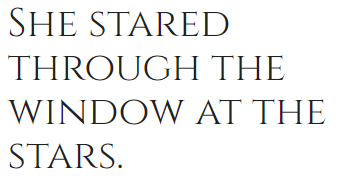 She stared
through the
window at the
stars.